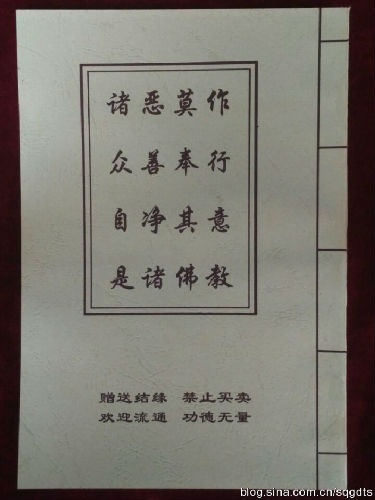 诸恶莫作
众善奉行
自净其意
是诸佛教
赠送结缘 禁止买卖
欢迎流通 功德无量
blog.sina.com.cn/sqgdts